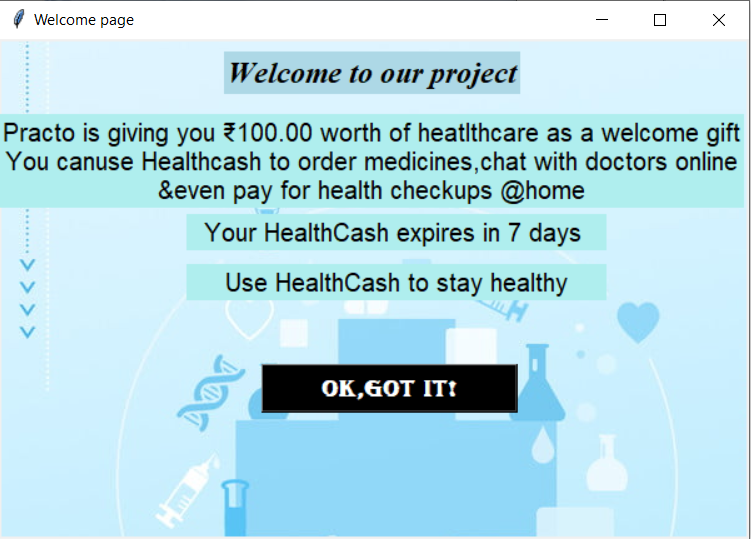 Welcome page
Welcome to our project
Practo is giving you ₹100.00 worth of heatlthcare as a welcome gift
You canuse Healthcash to order medicines,chat with doctors online
&even pay for health checkups @home
Your HealthCash expires in 7 days
Use HealthCash to stay healthy
OK,GOT IT!